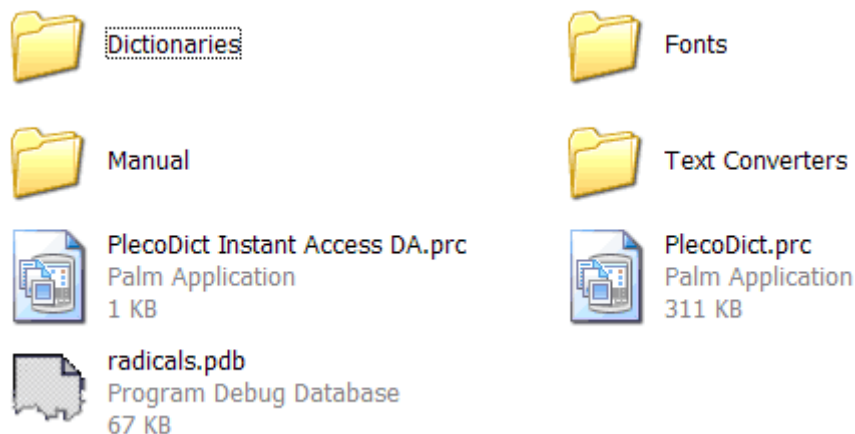 Dictionaries
Fonts
Manual
Text Converters
PlecoDict Instant Access DA.prc
Palm Application
1 KB
PlecoDict.prc
Palm Application
311 KB
radicals.pdb
Program Debug Database
67 KB